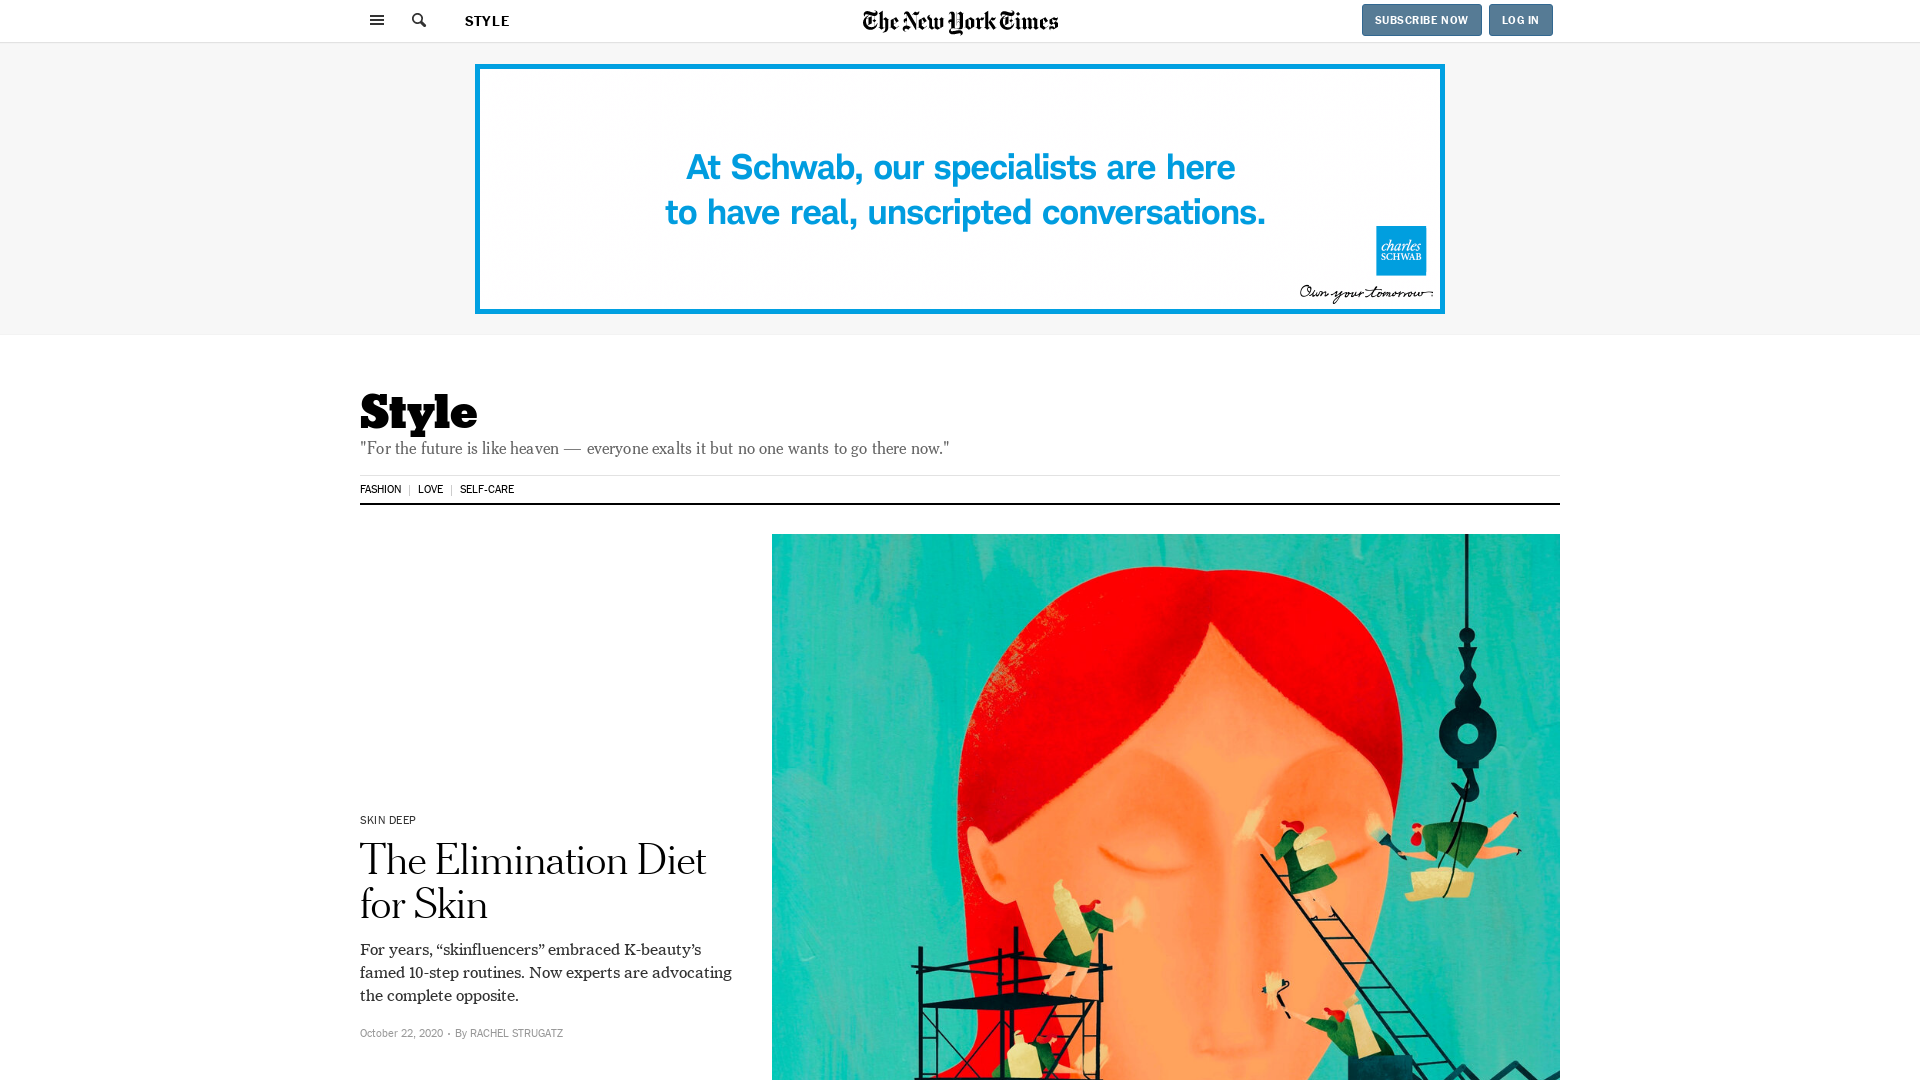 STYLE
The New York Times
SUBSCRIBE NOW
LOG IN
At Schwab, our specialists are here
to have real, unscripted conversations.
charles
SCHWAB
Own your tomorrow
Style
"For the future is like heaven — everyone exalts it but no one wants to go there now."
FASHION | LOVE | SELF-CARE
SKIN DEEP
The Elimination Diet
for Skin
For years, “skinfluencers” embraced K-beauty’s
famed 10-step routines. Now experts are advocating
the complete opposite.
October 22, 2020 · By RACHEL STRUGATZ